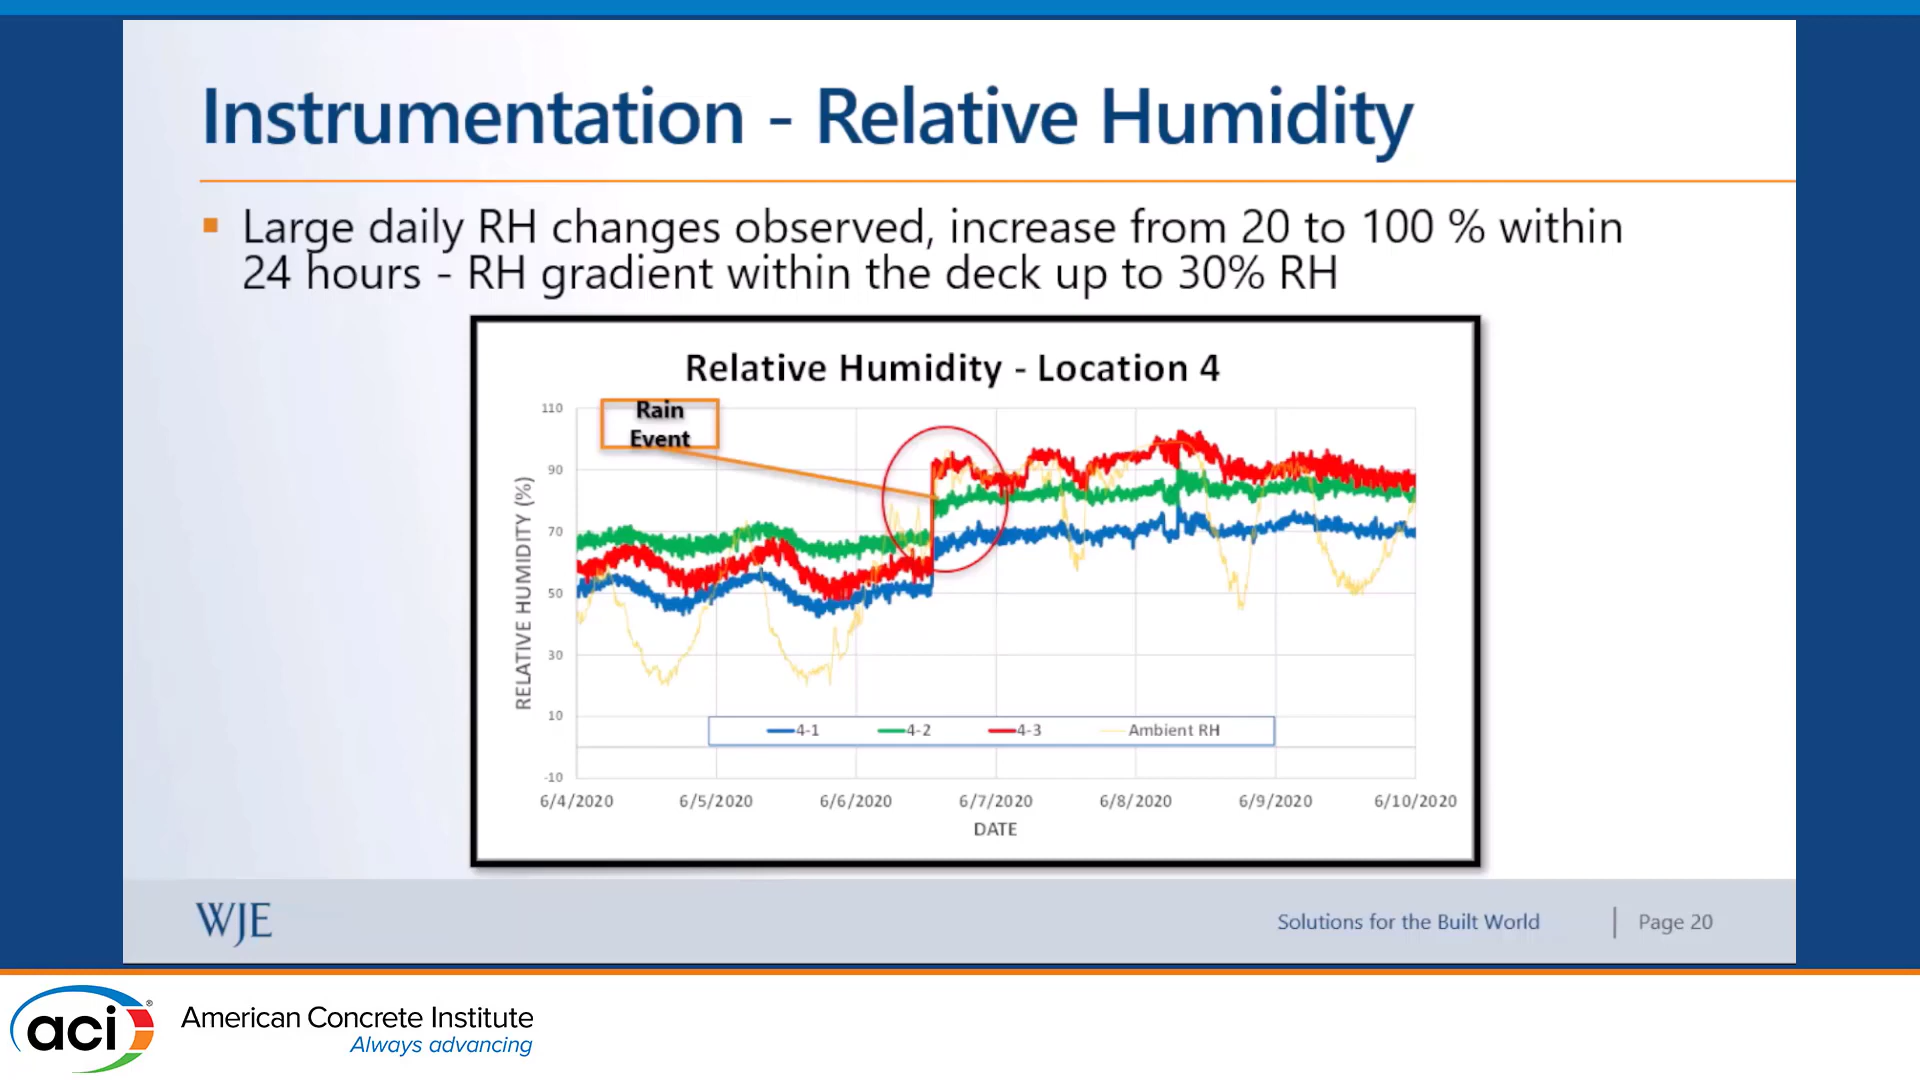 Instrumentation - Relative Humidity
Large daily RH changes observed, increase from 20 to 100 % within
24 hours - RH gradient within the deck up to 30% RH
Relative Humidity - Location 4
Rain
Event
RELATIVE HUMIDITY (%)
110
90
70
50
30
10
-10
4-1 4-2 4-3 Ambient RH
6/4/2020 6/5/2020 6/6/2020 6/7/2020 6/8/2020 6/9/2020 6/10/2020
DATE
WJE
Solutions for the Built World | Page 20
aci®
American Concrete Institute
Always advancing